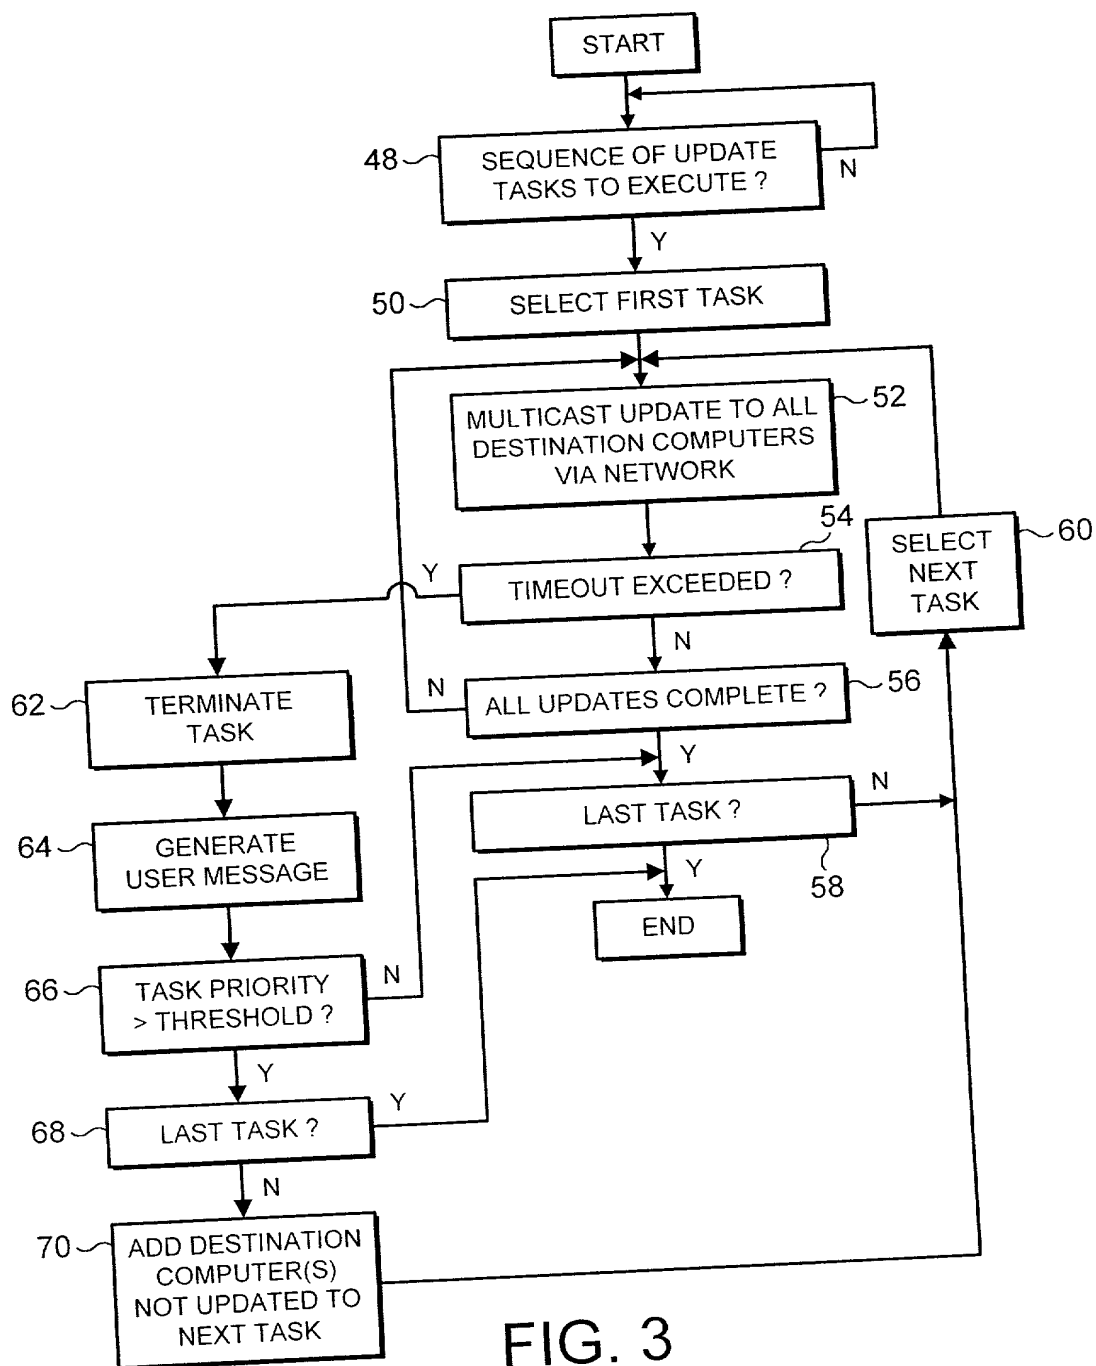 START
48
SEQUENCE OF UPDATE
TASKS TO EXECUTE ?
N
Y
50
SELECT FIRST TASK
MULTICAST UPDATE TO ALL
DESTINATION COMPUTERS
VIA NETWORK
52
54
Y
TIMEOUT EXCEEDED ?
SELECT
NEXT
TASK
60
N
62
TERMINATE
TASK
N
ALL UPDATES COMPLETE ?
56
Y
LAST TASK ?
N
58
64
GENERATE
USER MESSAGE
Y
END
66
TASK PRIORITY
> THRESHOLD ?
N
Y
68
LAST TASK ?
Y
N
70
ADD DESTINATION
COMPUTER(S)
NOT UPDATED TO
NEXT TASK
FIG. 3